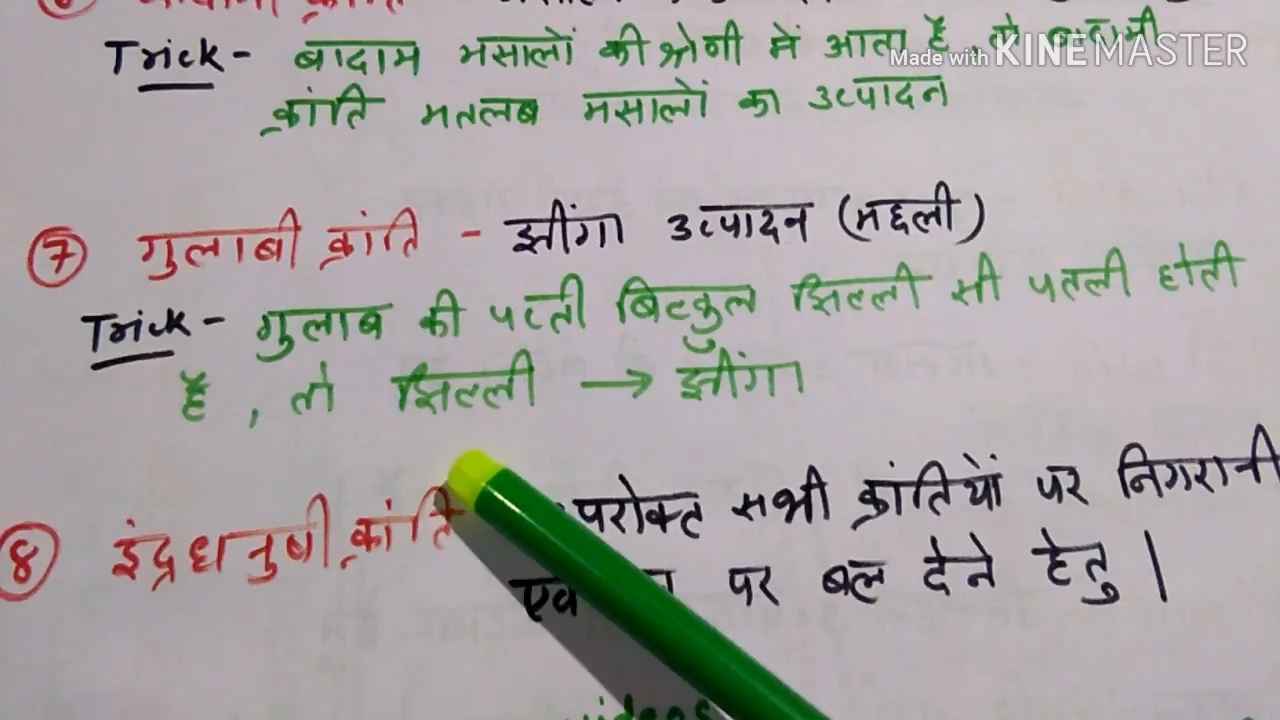 क्रांति
Trick - बादाम मसालों की श्रेणी में आता है, तो बादामी
Made with KINEMASTER
क्रांति मतलब मसालों का उत्पादन
⑦ गुलाबी क्रांति - झींगा उत्पादन (मछली)
Trick - गुलाब की पत्ती बिल्कुल झिल्ली सी पतली होती
है, तो झिल्ली → झींगा
⑧ इंद्रधनुषी क्रांति परोक्त सभी क्रांतियों पर निगरानी
एव पर बल देने हेतु।
videos